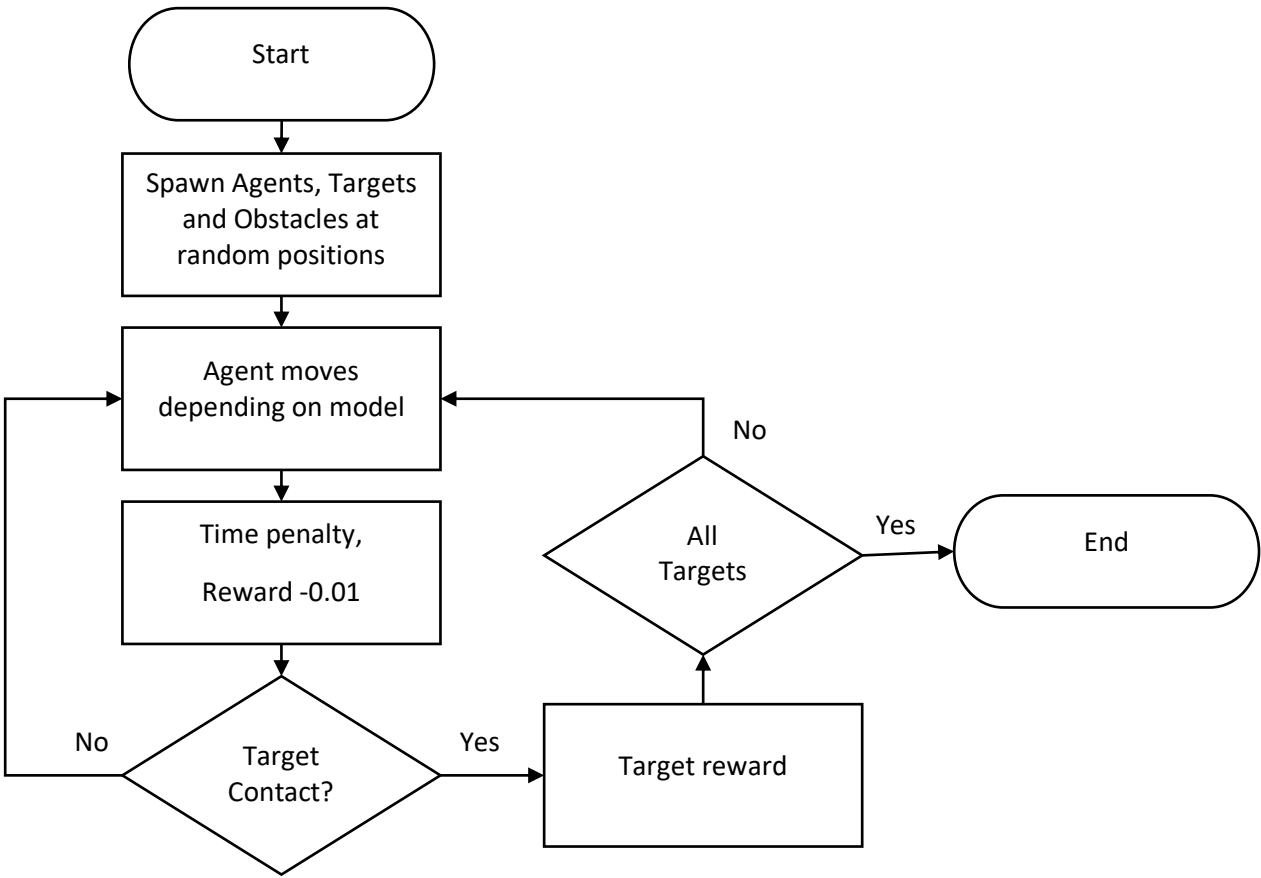 Start
Spawn Agents, Targets
and Obstacles at
random positions
Agent moves
depending on model
Time penalty,
Reward -0.01
Target
Contact?
No
Yes
Target reward
All
Targets
No
Yes
End